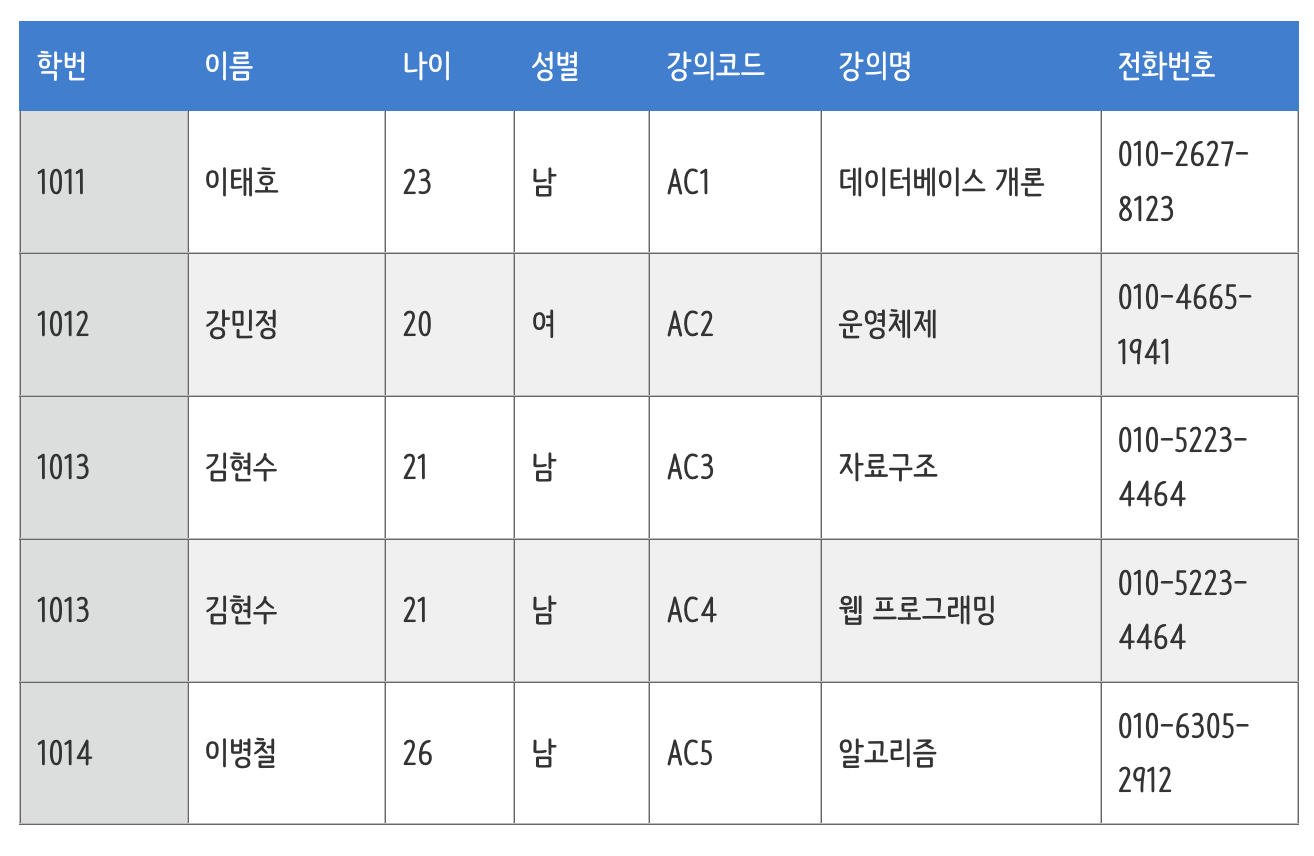 학번 이름 나이 성별 강의코드 강의명 전화번호
1011 이태호 23 남 AC1 데이터베이스 개론 010-2627-
8123
1012 강민정 20 여 AC2 운영체제 010-4665-
1941
1013 김현수 21 남 AC3 자료구조 010-5223-
4464
1013 김현수 21 남 AC4 웹 프로그래밍 010-5223-
4464
1014 이병철 26 남 AC5 알고리즘 010-6305-
2912